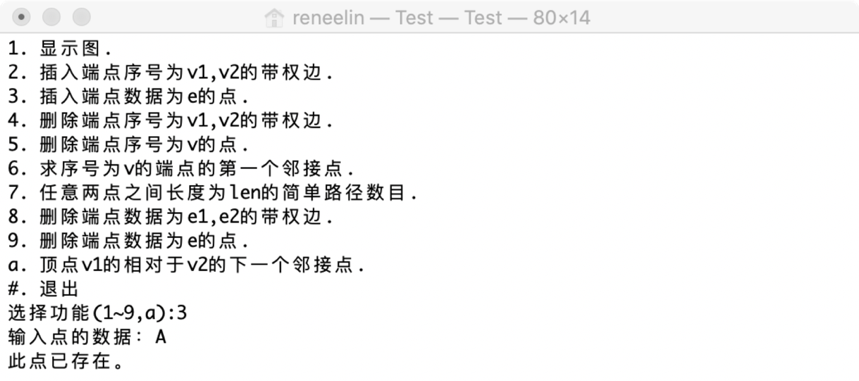 reneelin — Test — Test — 80×14
1. 显示图.
2. 插入端点序号为v1,v2的带权边.
3. 插入端点数据为e的点.
4. 删除端点序号为v1,v2的带权边.
5. 删除端点序号为v的点.
6. 求序号为v的端点的第一个邻接点.
7. 任意两点之间长度为len的简单路径数目.
8. 删除端点数据为e1,e2的带权边.
9. 删除端点数据为e的点.
a. 顶点v1的相对于v2的下一个邻接点.
#. 退出
选择功能(1~9,a):3
输入点的数据: A
此点已存在。